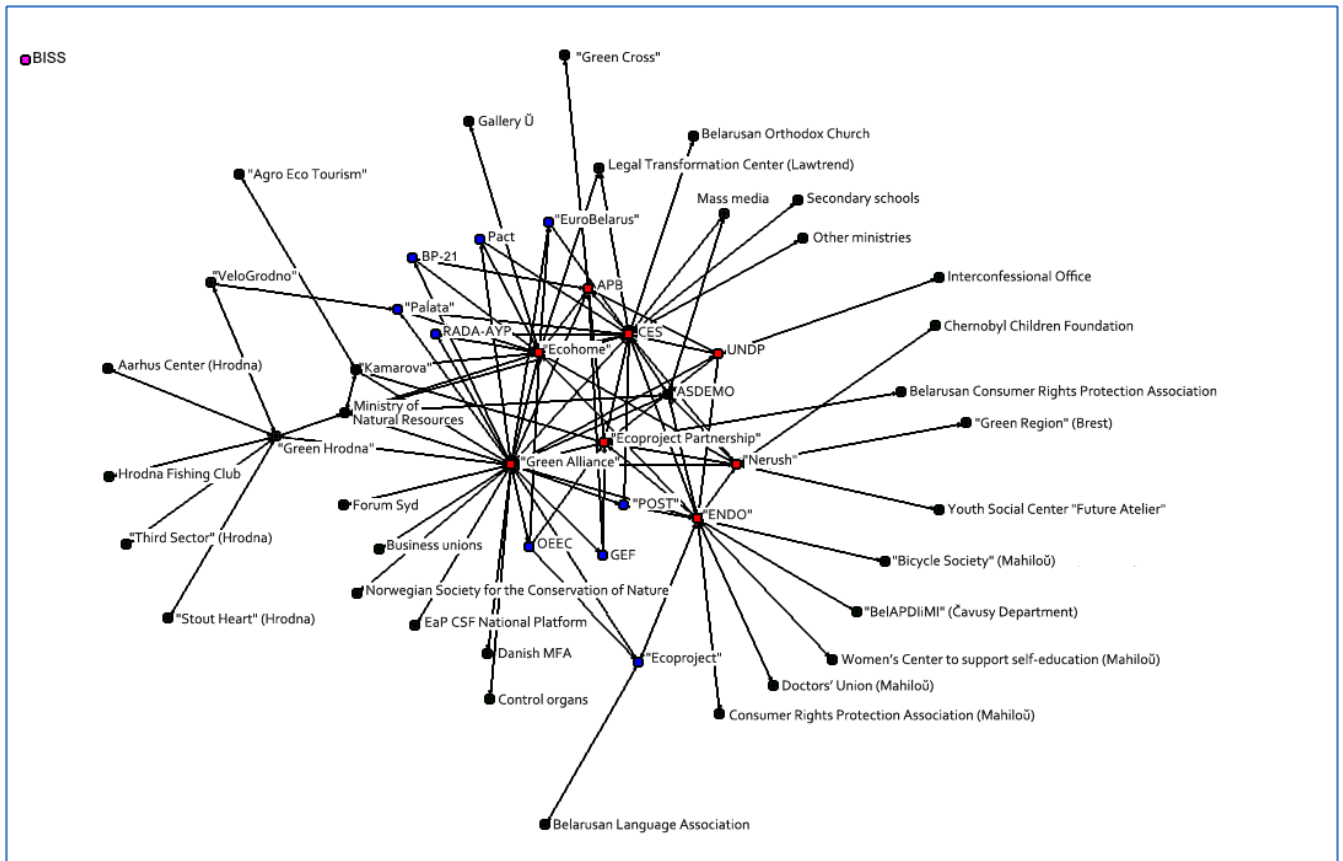 BISS
"Green Cross"
Gallery Ŭ
Belarusan Orthodox Church
Legal Transformation Center (Lawtrend)
"Agro Eco Tourism"
Mass media
Secondary schools
"EuroBelarus"
Pact
Other ministries
BP-21
"VeloGrodno"
Interconfessional Office
APB
"Palata"
Chernobyl Children Foundation
RADA-AYP
CES
"Ecohome"
UNDP
Aarhus Center (Hrodna)
"Kamarova"
ASDEMO
Belarusan Consumer Rights Protection Association
Ministry of
Natural Resources
"Green Region" (Brest)
"Ecoproject Partnership"
"Green Hrodna"
"Green Alliance"
"Nerush"
Hrodna Fishing Club
Forum Syd
"POST"
Youth Social Center "Future Atelier"
"ENDO"
"Third Sector" (Hrodna)
Business unions
OEEC
GEF
"Bicycle Society" (Mahiloŭ)
Norwegian Society for the Conservation of Nature
"BelAPDIiMI" (Čavusy Department)
"Stout Heart" (Hrodna)
EaP CSF National Platform
Danish MFA
"Ecoproject"
Women's Center to support self-education (Mahiloŭ)
Doctors' Union (Mahiloŭ)
Control organs
Consumer Rights Protection Association (Mahiloŭ)
Belarusan Language Association